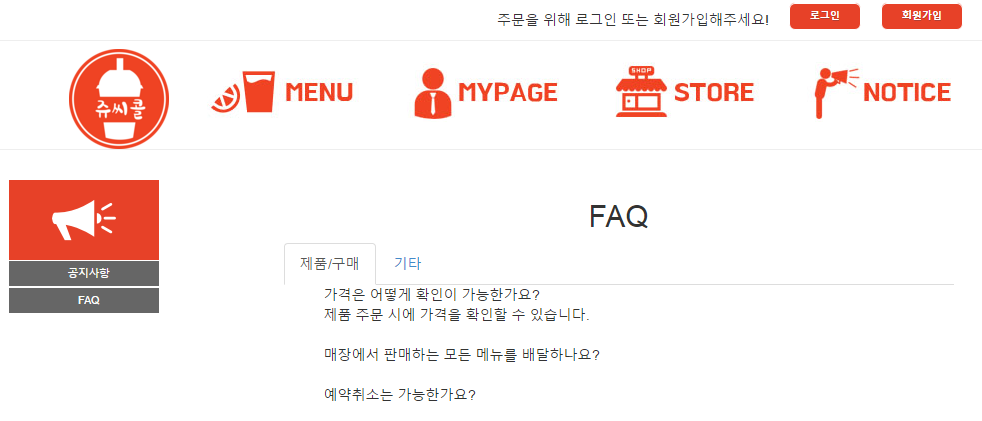 주문을 위해 로그인 또는 회원가입해주세요!
로그인
회원가입
쥬씨콜
MENU
MYPAGE
SHOP
STORE
NOTICE
공지사항
FAQ
FAQ
제품/구매
기타
가격은 어떻게 확인이 가능한가요?
제품 주문 시에 가격을 확인할 수 있습니다.
매장에서 판매하는 모든 메뉴를 배달하나요?
예약취소는 가능한가요?